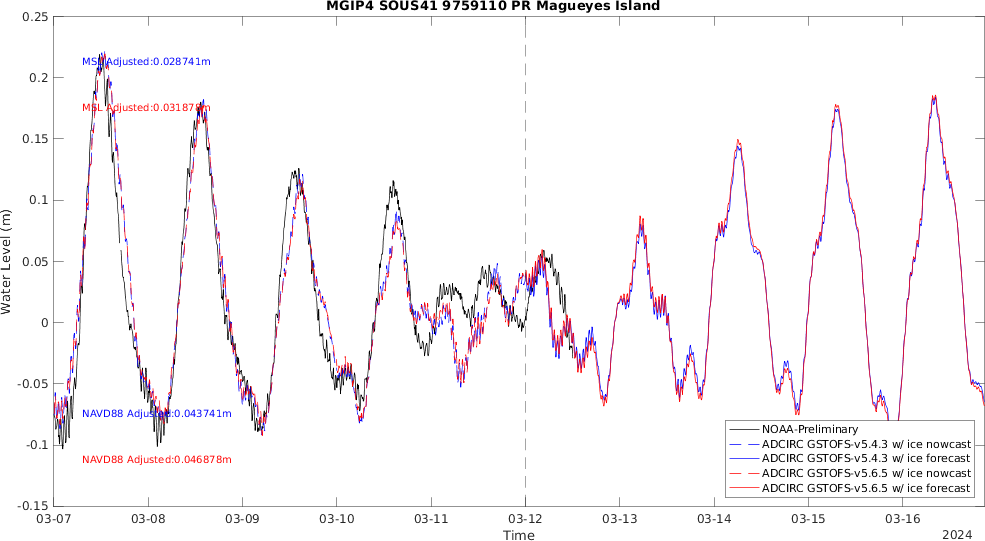 MGIP4 SOUS41 9759110 PR Magueyes Island
0.25
0.2
0.15
0.1
0.05
0
-0.05
-0.1
-0.15
Water Level (m)
MSL Adjusted:0.028741m
MSL Adjusted:0.031878m
NAVD88 Adjusted:0.043741m
NAVD88 Adjusted:0.046878m
NOAA-Preliminary
ADCIRC GSTOFS-v5.4.3 w/ ice nowcast
ADCIRC GSTOFS-v5.4.3 w/ ice forecast
ADCIRC GSTOFS-v5.6.5 w/ ice nowcast
ADCIRC GSTOFS-v5.6.5 w/ ice forecast
03-07 03-08 03-09 03-10 03-11 03-12 03-13 03-14 03-15 03-16
Time
2024